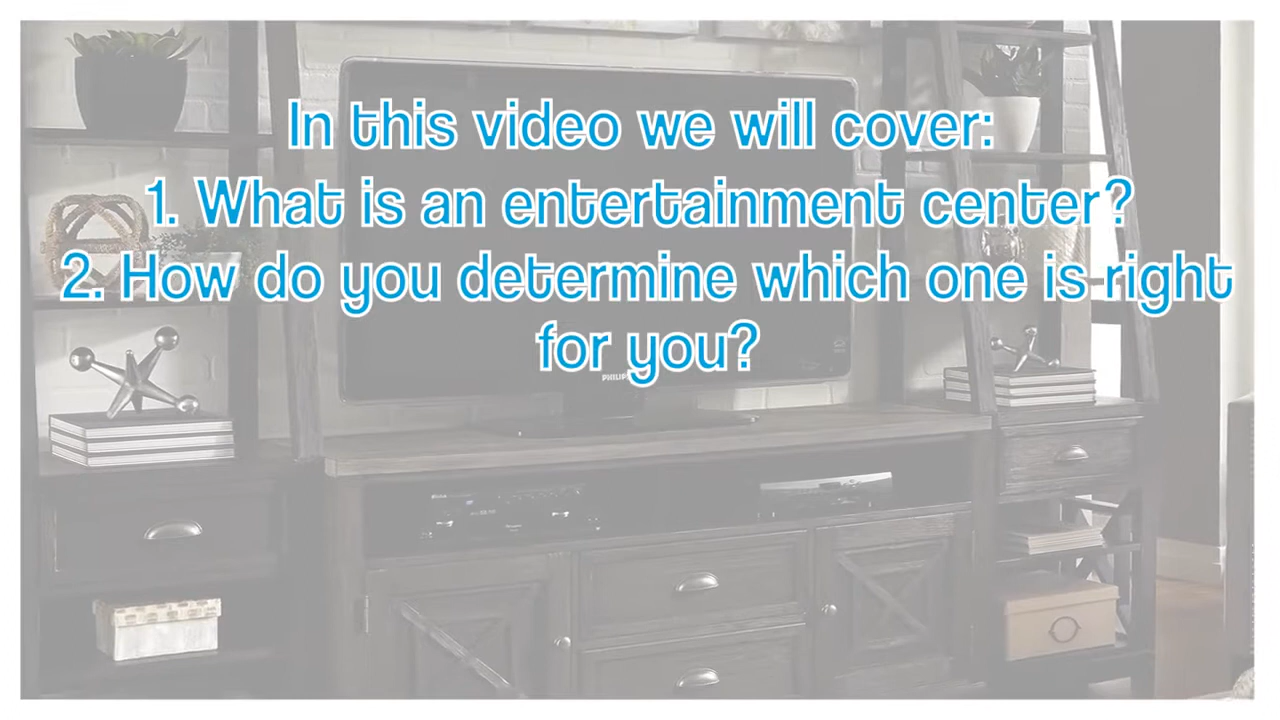 In this video we will cover:
1. What is an entertainment center?
2. How do you determine which one is right
for you?
PHILIPS